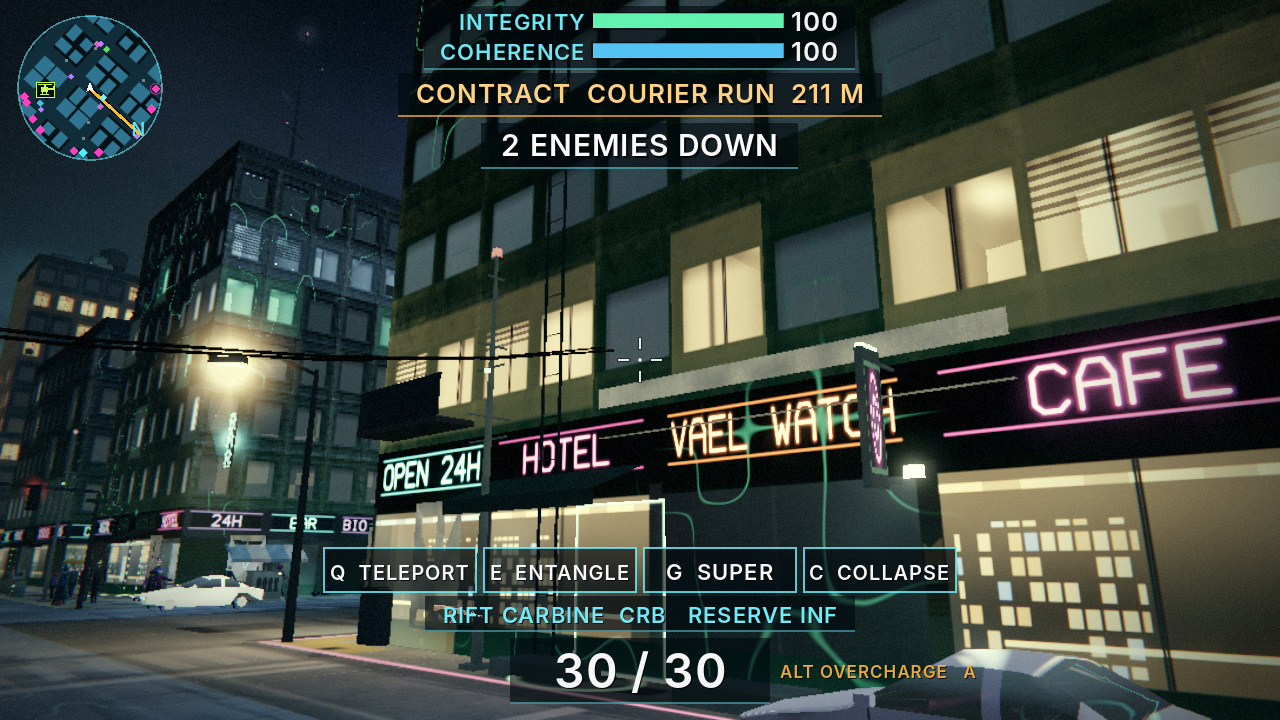 INTEGRITY 100
COHERENCE 100
CONTRACT COURIER RUN 211 M
2 ENEMIES DOWN
N
CAFE
VAEL WATCH
HOTEL
OPEN 24H
HOTEL
24H
BAR
BIO
Q TELEPORT
E ENTANGLE
G SUPER
C COLLAPSE
RIFT CARBINE CRB RESERVE INF
30 / 30
ALT OVERCHARGE A